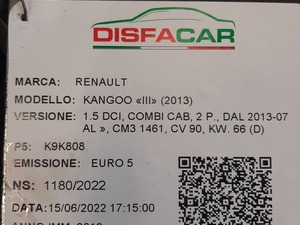 DISFACAR
MARCA: RENAULT
MODELLO: KANGOO «III» (2013)
VERSIONE: 1.5 DCI, COMBI CAB, 2 P., DAL 2013-07
AL », CM3 1461, CV 90, KW. 66 (D)
P5: K9K808
EMISSIONE: EURO 5
NS: 1180/2022
DATA: 15/06/2022 17:15:00